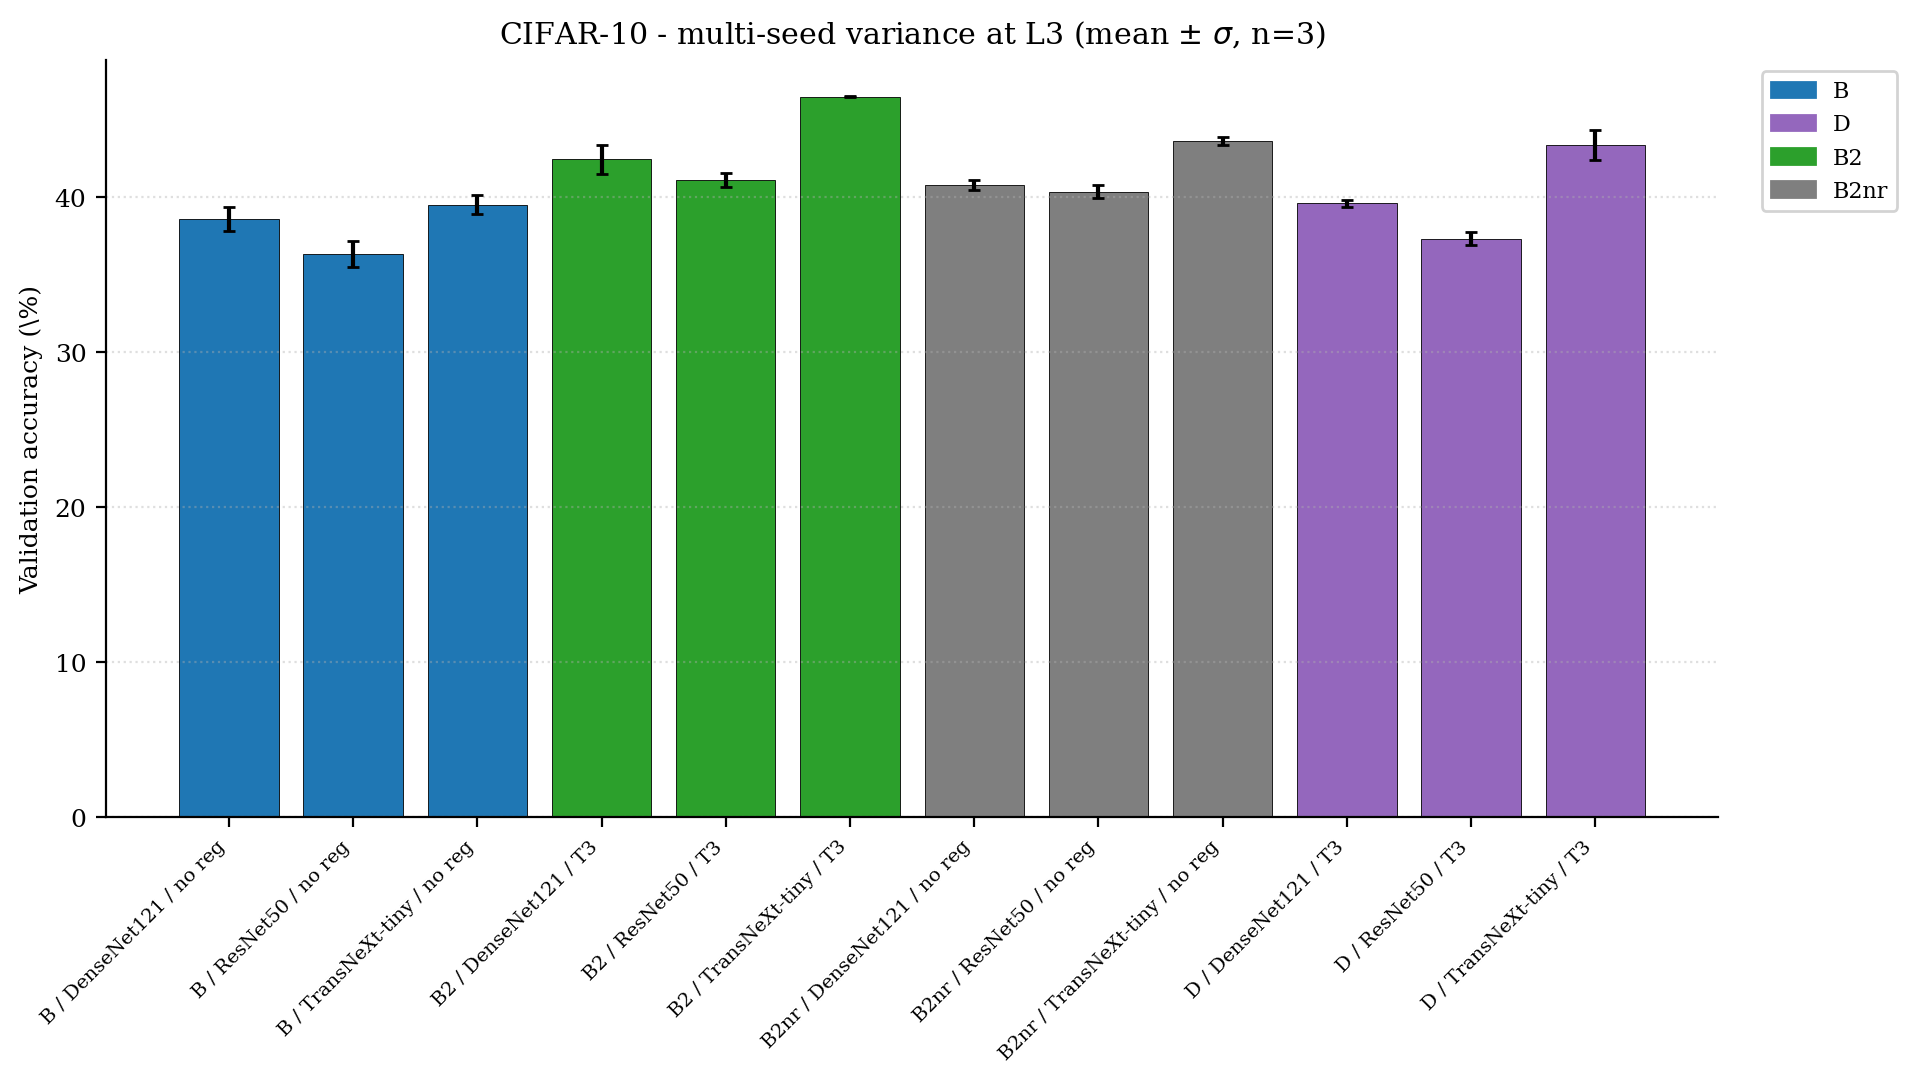 CIFAR-10 - multi-seed variance at L3 (mean ± σ, n=3)
B
D
B2
B2nr
Validation accuracy (\%)
40
30
20
10
0
B / DenseNet121 / no reg
B / ResNet50 / no reg
B / TransNeXt-tiny / no reg
B2 / DenseNet121 / T3
B2 / ResNet50 / T3
B2 / TransNeXt-tiny / T3
B2nr / DenseNet121 / no reg
B2nr / ResNet50 / no reg
B2nr / TransNeXt-tiny / no reg
D / DenseNet121 / T3
D / ResNet50 / T3
D / TransNeXt-tiny / T3